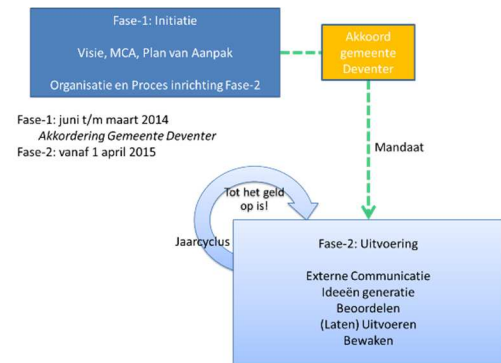 Fase-1: Initiatie
Visie, MCA, Plan van Aanpak
Organisatie en Proces inrichting Fase-2
Akkoord
gemeente
Deventer
Fase-1: juni t/m maart 2014
Akkordering Gemeente Deventer
Fase-2: vanaf 1 april 2015
Mandaat
Tot het geld
op is!
Jaarcyclus
Fase-2: Uitvoering
Externe Communicatie
Ideeën generatie
Beoordelen
(Laten) Uitvoeren
Bewaken